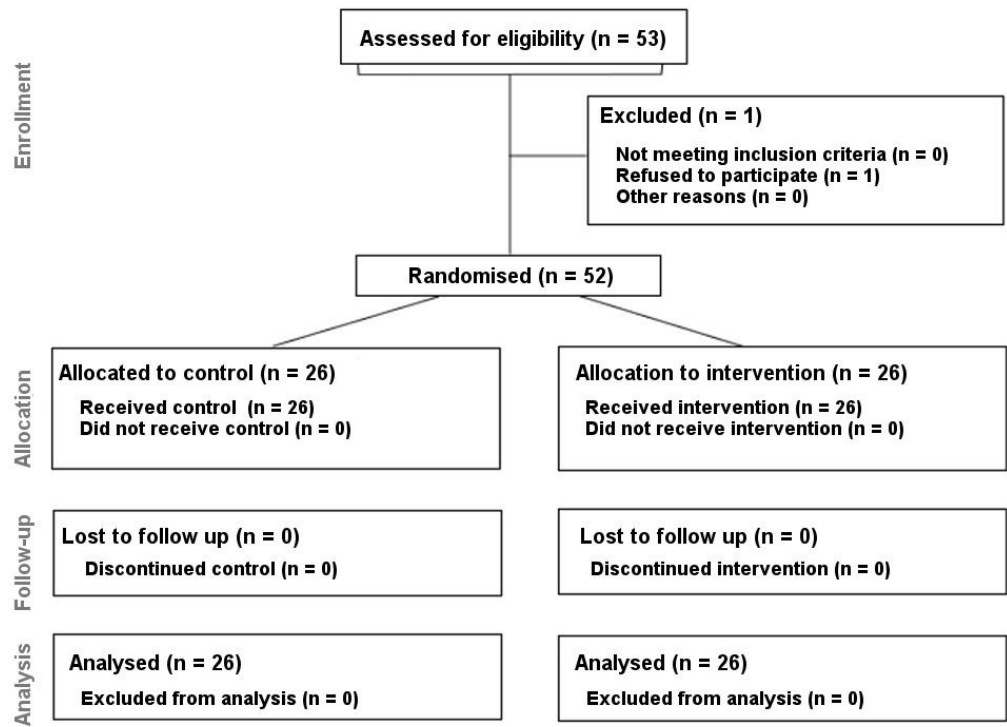 Enrollment
Assessed for eligibility (n = 53)
Excluded (n = 1)
Not meeting inclusion criteria (n = 0)
Refused to participate (n = 1)
Other reasons (n = 0)
Randomised (n = 52)
Allocation
Allocated to control (n = 26)
Received control (n = 26)
Did not receive control (n = 0)
Allocation to intervention (n = 26)
Received intervention (n = 26)
Did not receive intervention (n = 0)
Follow-up
Lost to follow up (n = 0)
Discontinued control (n = 0)
Lost to follow up (n = 0)
Discontinued intervention (n = 0)
Analysis
Analysed (n = 26)
Excluded from analysis (n = 0)
Analysed (n = 26)
Excluded from analysis (n = 0)